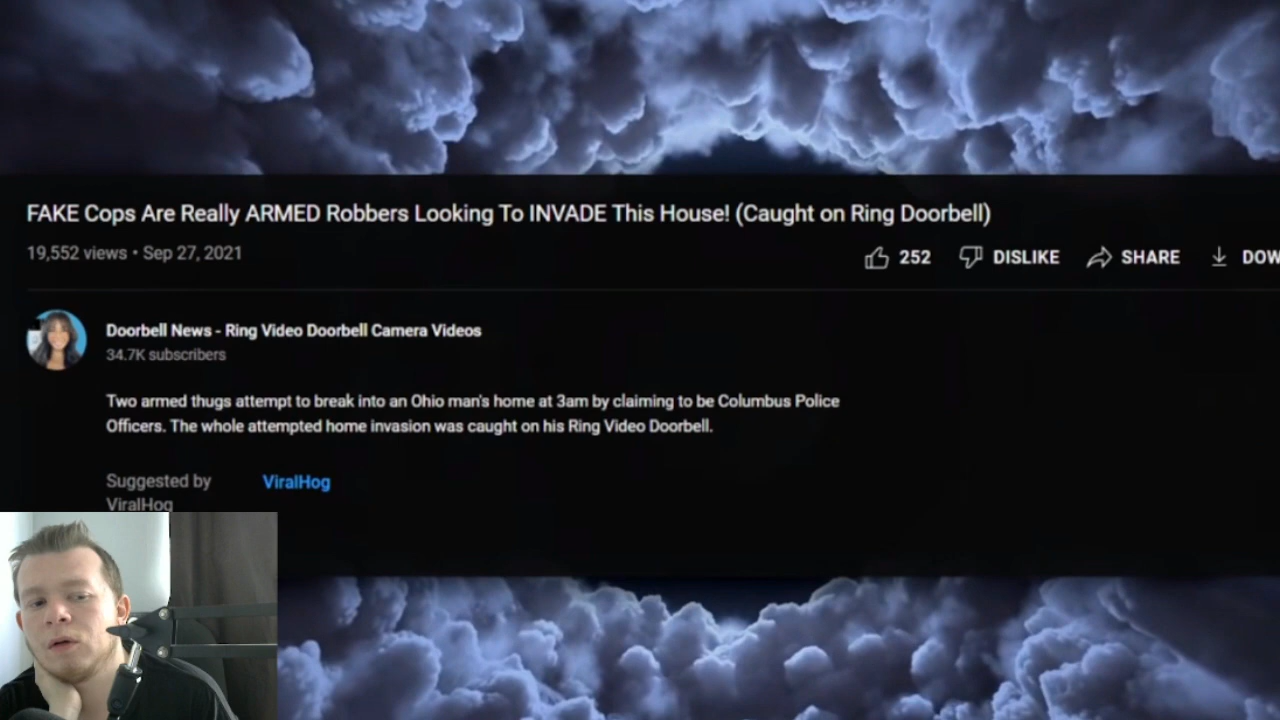 FAKE Cops Are Really ARMED Robbers Looking To INVADE This House! (Caught on Ring Doorbell)
19,552 views • Sep 27, 2021
252
DISLIKE
SHARE
DOW
Doorbell News - Ring Video Doorbell Camera Videos
34.7K subscribers
Two armed thugs attempt to break into an Ohio man's home at 3am by claiming to be Columbus Police
Officers. The whole attempted home invasion was caught on his Ring Video Doorbell.
Suggested by
ViralHog
ViralHog